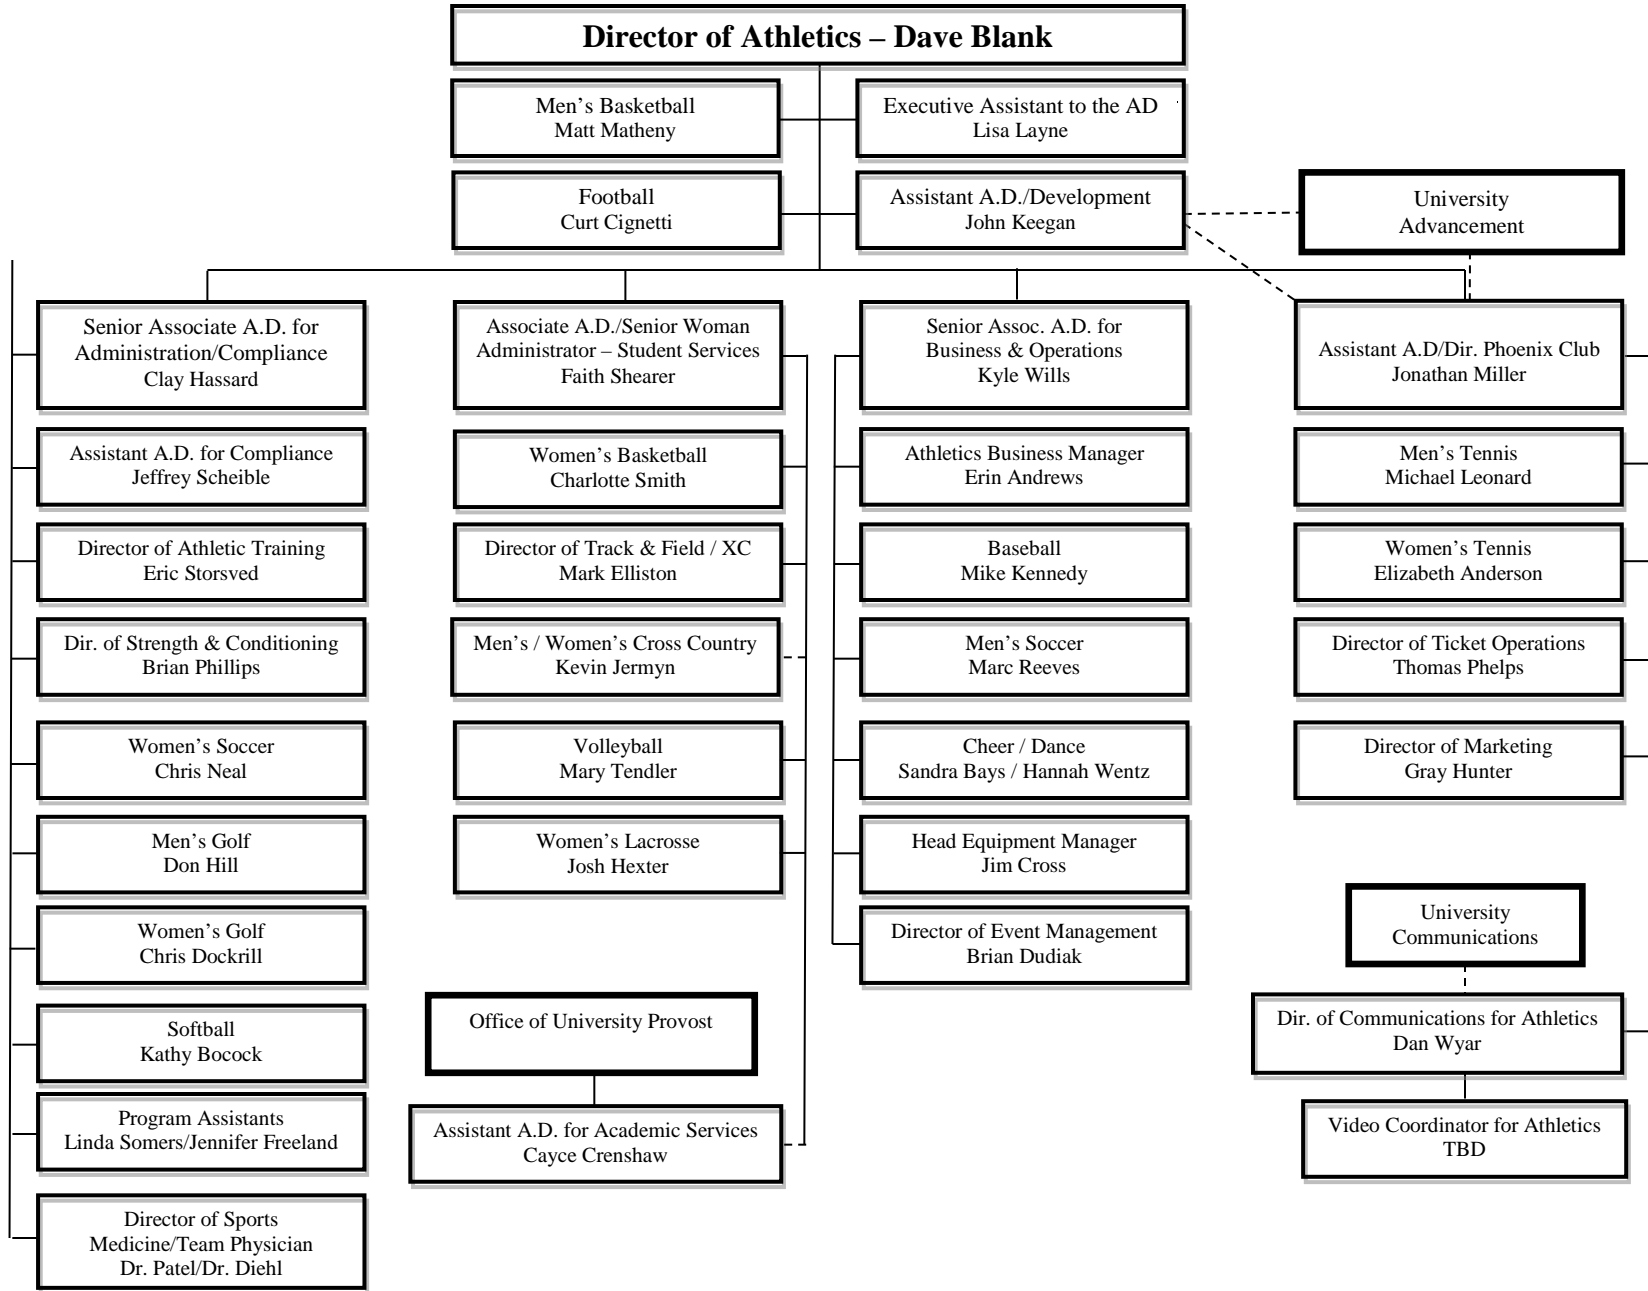 Director of Athletics – Dave Blank
Men’s Basketball
Matt Matheny
Executive Assistant to the AD
Lisa Layne
Football
Curt Cignetti
Assistant A.D./Development
John Keegan
University
Advancement
Senior Associate A.D. for
Administration/Compliance
Clay Hassard
Assistant A.D. for Compliance
Jeffrey Scheible
Director of Athletic Training
Eric Storsved
Dir. of Strength & Conditioning
Brian Phillips
Women’s Soccer
Chris Neal
Men’s Golf
Don Hill
Women’s Golf
Chris Dockrill
Softball
Kathy Bocock
Program Assistants
Linda Somers/Jennifer Freeland
Director of Sports
Medicine/Team Physician
Dr. Patel/Dr. Diehl
Associate A.D./Senior Woman
Administrator – Student Services
Faith Shearer
Women’s Basketball
Charlotte Smith
Director of Track & Field / XC
Mark Elliston
Men’s / Women’s Cross Country
Kevin Jermyn
Volleyball
Mary Tendler
Women’s Lacrosse
Josh Hexter
Office of University Provost
Assistant A.D. for Academic Services
Cayce Crenshaw
Senior Assoc. A.D. for
Business & Operations
Kyle Wills
Athletics Business Manager
Erin Andrews
Baseball
Mike Kennedy
Men’s Soccer
Marc Reeves
Cheer / Dance
Sandra Bays / Hannah Wentz
Head Equipment Manager
Jim Cross
Director of Event Management
Brian Dudiak
Assistant A.D/Dir. Phoenix Club
Jonathan Miller
Men’s Tennis
Michael Leonard
Women’s Tennis
Elizabeth Anderson
Director of Ticket Operations
Thomas Phelps
Director of Marketing
Gray Hunter
University
Communications
Dir. of Communications for Athletics
Dan Wyar
Video Coordinator for Athletics
TBD